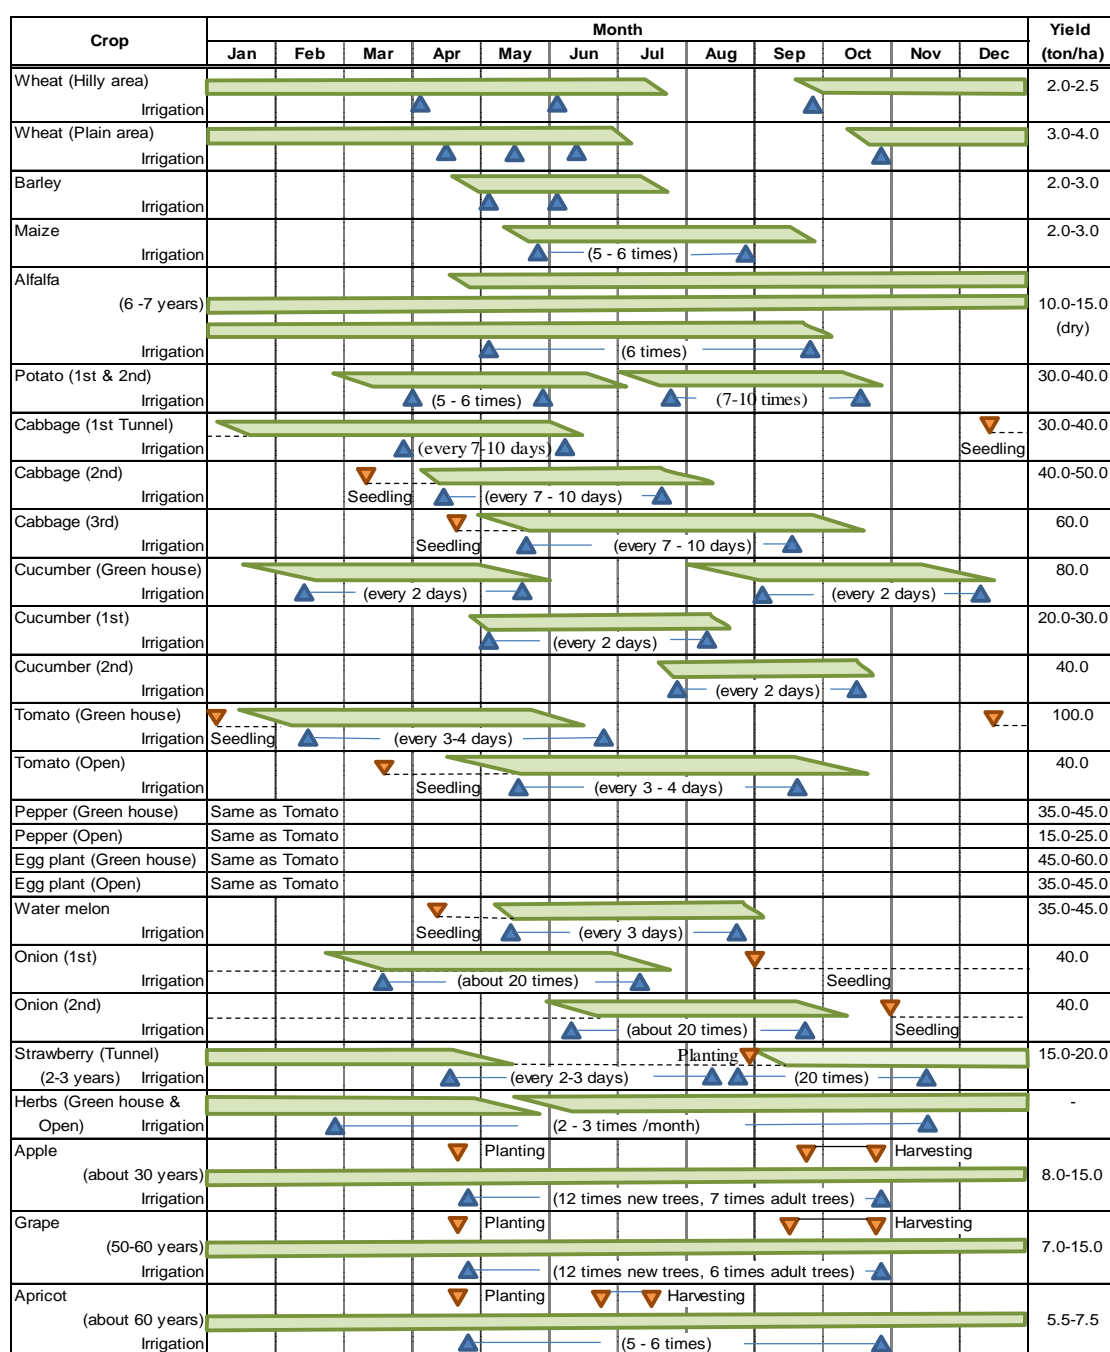 Crop Month Yield
Jan Feb Mar Apr May Jun Jul Aug Sep Oct Nov Dec (ton/ha)
Wheat (Hilly area) 2.0-2.5
Irrigation
Wheat (Plain area) 3.0-4.0
Irrigation
Barley 2.0-3.0
Irrigation
Maize 2.0-3.0
Irrigation (5 - 6 times)
Alfalfa
(6 -7 years) 10.0-15.0
(dry)
Irrigation (6 times)
Potato (1st & 2nd) 30.0-40.0
Irrigation (5 - 6 times) (7-10 times)
Cabbage (1st Tunnel) 30.0-40.0
Irrigation (every 7-10 days) Seedling
Cabbage (2nd) 40.0-50.0
Irrigation Seedling (every 7 - 10 days)
Cabbage (3rd) 60.0
Irrigation Seedling (every 7 - 10 days)
Cucumber (Green house) 80.0
Irrigation (every 2 days) (every 2 days)
Cucumber (1st) 20.0-30.0
Irrigation (every 2 days)
Cucumber (2nd) 40.0
Irrigation (every 2 days)
Tomato (Green house) 100.0
Irrigation Seedling (every 3-4 days)
Tomato (Open) 40.0
Irrigation Seedling (every 3 - 4 days)
Pepper (Green house) Same as Tomato 35.0-45.0
Pepper (Open) Same as Tomato 15.0-25.0
Egg plant (Green house) Same as Tomato 45.0-60.0
Egg plant (Open) Same as Tomato 35.0-45.0
Water melon 35.0-45.0
Irrigation Seedling (every 3 days)
Onion (1st) 40.0
Irrigation (about 20 times) Seedling
Onion (2nd) 40.0
Irrigation (about 20 times) Seedling
Strawberry (Tunnel) Planting 15.0-20.0
(2-3 years) Irrigation (every 2-3 days) (20 times)
Herbs (Green house & -
Open) Irrigation (2 - 3 times /month)
Apple Planting Harvesting
(about 30 years) 8.0-15.0
Irrigation (12 times new trees, 7 times adult trees)
Grape Planting Harvesting
(50-60 years) 7.0-15.0
Irrigation (12 times new trees, 6 times adult trees)
Apricot Planting Harvesting
(about 60 years) 5.5-7.5
Irrigation (5 - 6 times)